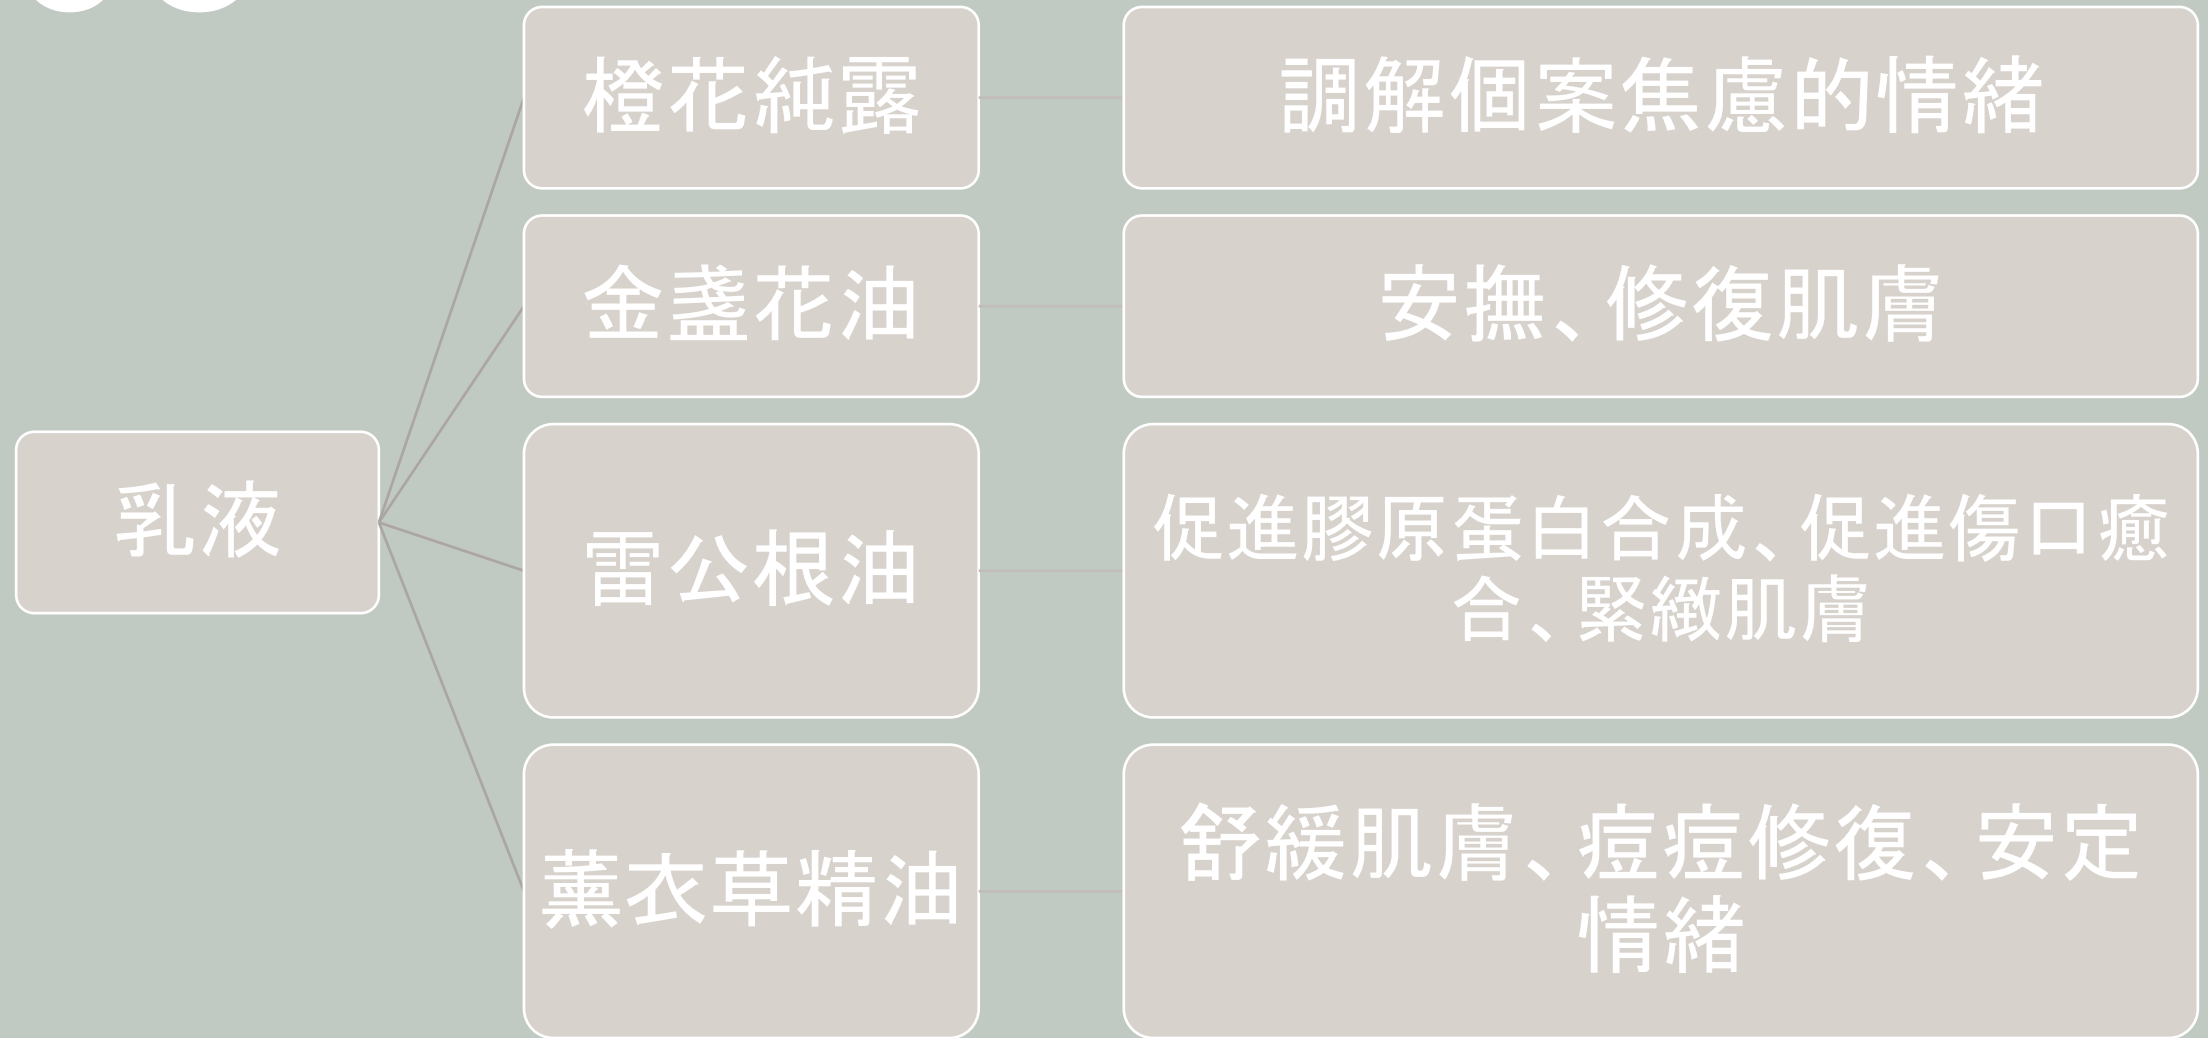 橙花純露
調解個案焦慮的情緒
金盞花油
安撫、修復肌膚
乳液
雷公根油
促進膠原蛋白合成、促進傷口癒
合、緊緻肌膚
薰衣草精油
舒緩肌膚、痘痘修復、安定
情緒